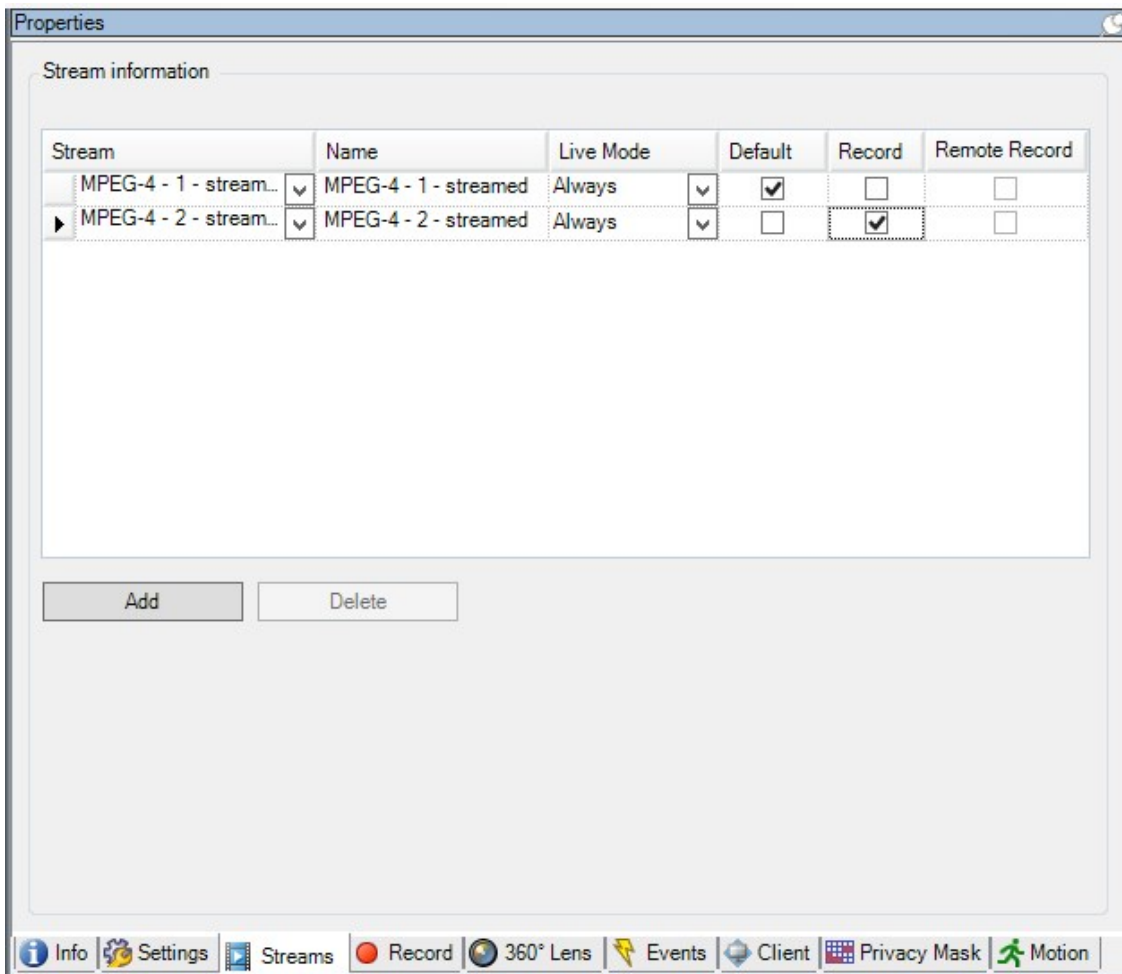 Properties
Stream information
Stream Name Live Mode Default Record Remote Record
MPEG-4 - 1 - stream... MPEG-4 - 1 - streamed Always
MPEG-4 - 2 - stream... MPEG-4 - 2 - streamed Always
Add Delete
Info Settings Streams Record 360° Lens Events Client Privacy Mask Motion